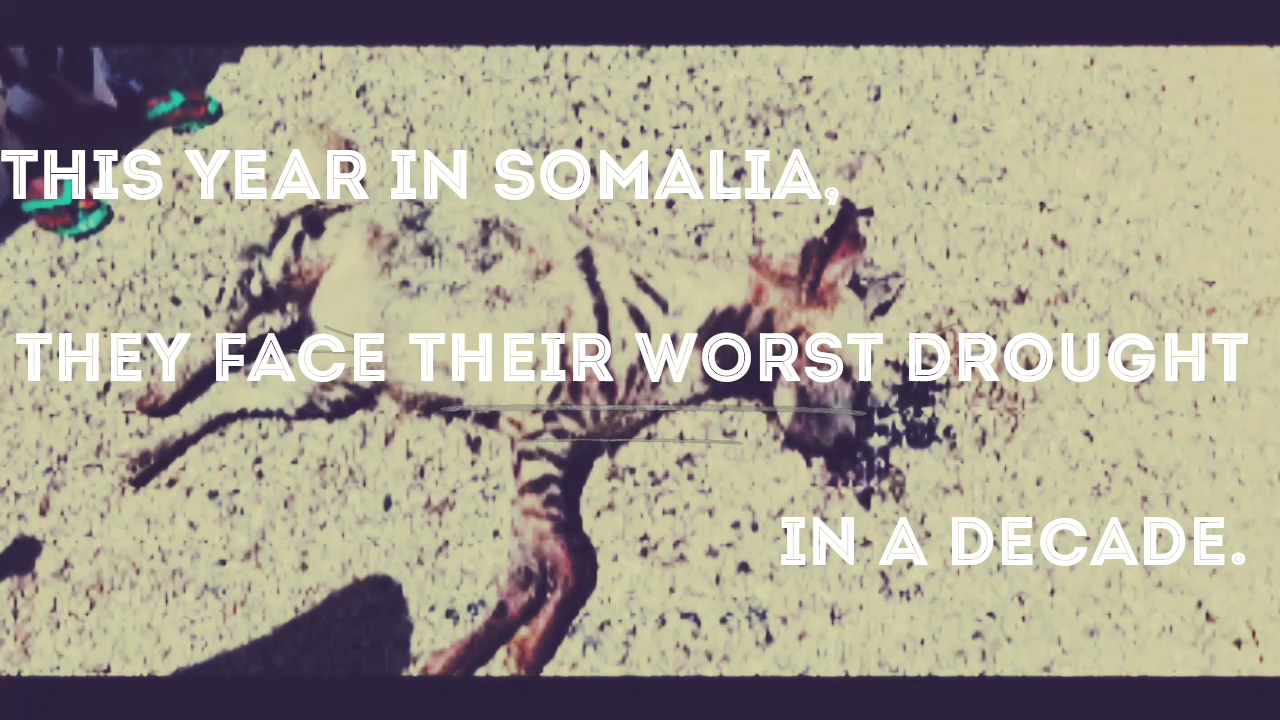 THIS YEAR IN SOMALIA,
THEY FACE THEIR WORST DROUGHT
IN A DECADE.